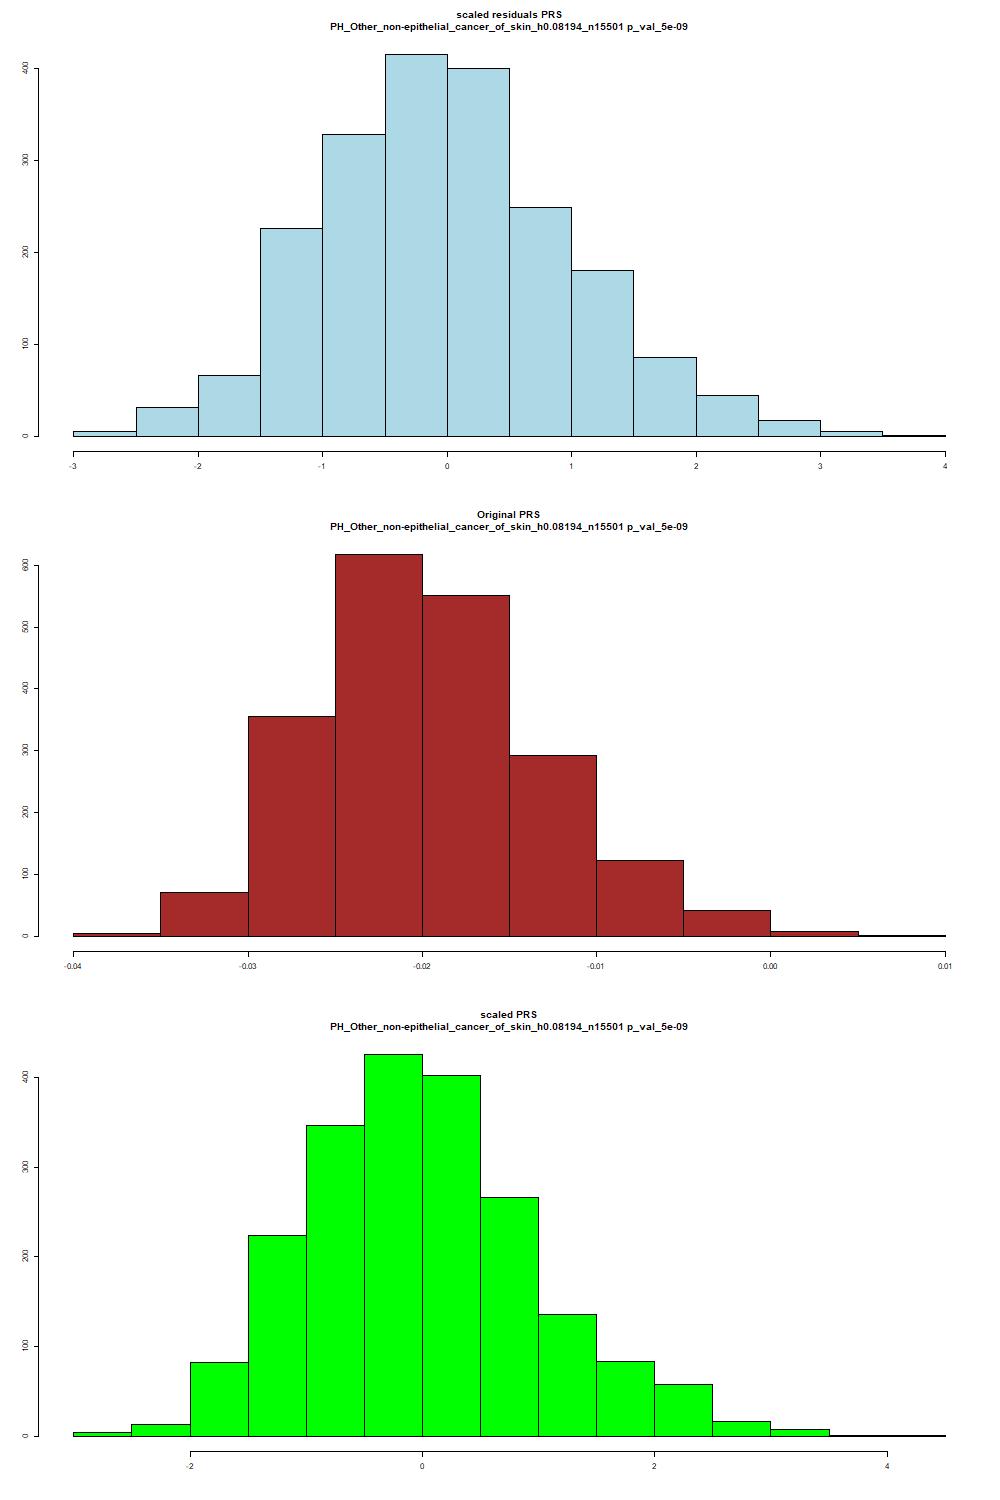 scaled residuals PRS
PH_Other_non-epithelial_cancer_of_skin_h0.08194_n15501 p_val_5e-09
400
300
200
100
0
-3 -2 -1 0 1 2 3 4
Original PRS
PH_Other_non-epithelial_cancer_of_skin_h0.08194_n15501 p_val_5e-09
600
500
400
300
200
100
0
-0.04 -0.03 -0.02 -0.01 0.00 0.01
scaled PRS
PH_Other_non-epithelial_cancer_of_skin_h0.08194_n15501 p_val_5e-09
400
300
200
100
0
-2 0 2 4